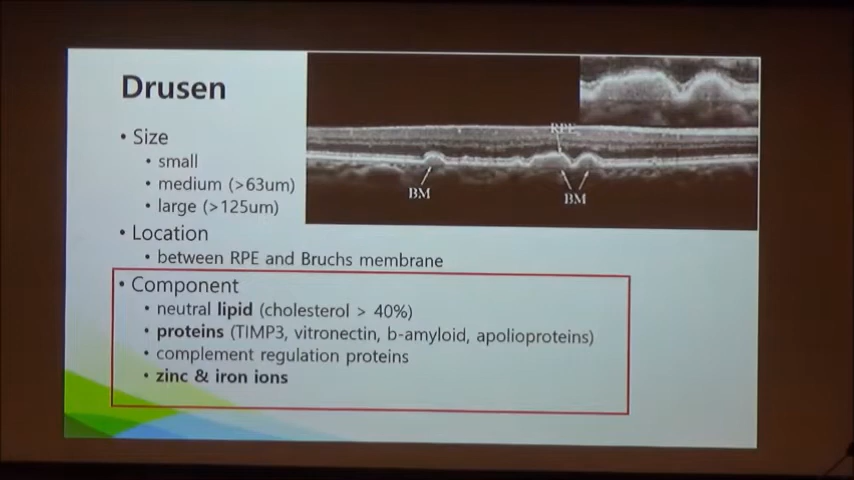 Drusen
• Size
• small
• medium (>63um)
• large (>125um)
• Location
• between RPE and Bruchs membrane
• Component
• neutral lipid (cholesterol > 40%)
• proteins (TIMP3, vitronectin, b-amyloid, apolioproteins)
• complement regulation proteins
• zinc & iron ions
RPE
BM
BM